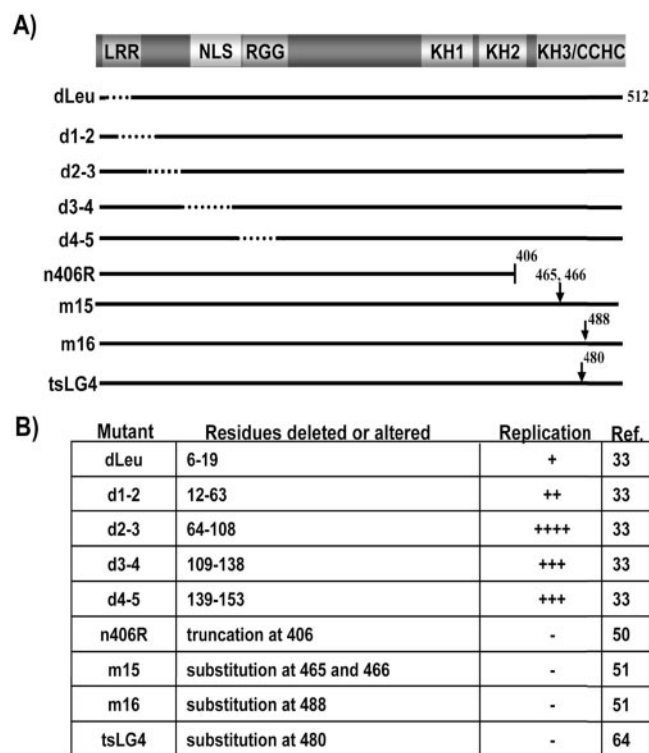 A)
LRR NLS RGG KH1 KH2 KH3/CCHC
dLeu 512
d1-2
d2-3
d3-4
d4-5
n406R 406
465, 466
m15
488
m16
480
tsLG4
B)
Mutant Residues deleted or altered Replication Ref.
dLeu 6-19 + 33
d1-2 12-63 ++ 33
d2-3 64-108 ++++ 33
d3-4 109-138 +++ 33
d4-5 139-153 +++ 33
n406R truncation at 406 - 50
m15 substitution at 465 and 466 - 51
m16 substitution at 488 - 51
tsLG4 substitution at 480 - 64